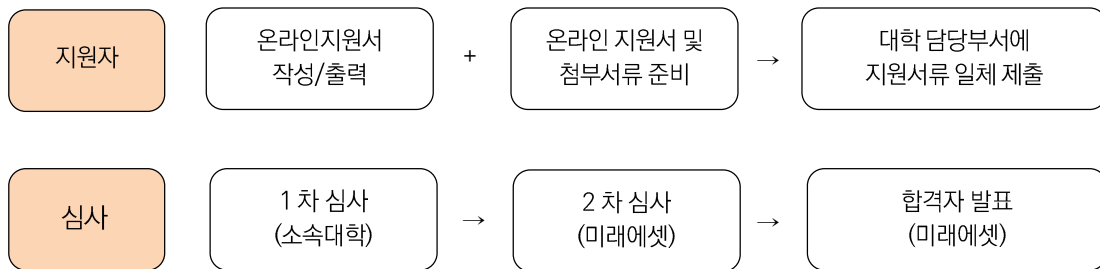 지원자
온라인지원서
작성/출력
+
온라인 지원서 및
첨부서류 준비
→
대학 담당부서에
지원서류 일체 제출
심사
1 차 심사
(소속대학)
→
2 차 심사
(미래에셋)
→
합격자 발표
(미래에셋)